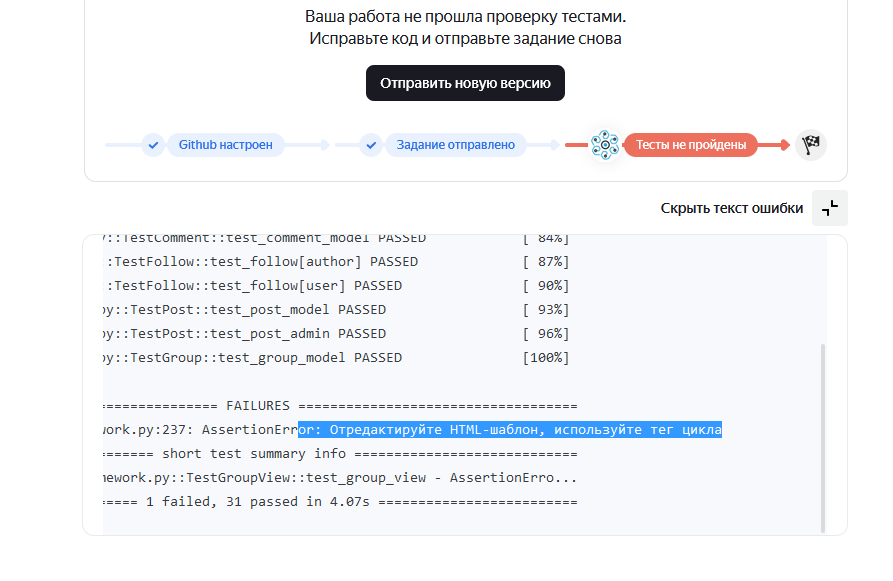 Ваша работа не прошла проверку тестами.
Исправьте код и отправьте задание снова
Отправить новую версию
Github настроен
Задание отправлено
Тесты не пройдены
Скрыть текст ошибки
::TestComment::test_comment_model PASSED [ 84%]
:TestFollow::test_follow[author] PASSED [ 87%]
::TestFollow::test_follow[user] PASSED [ 90%]
py::TestPost::test_post_model PASSED [ 93%]
py::TestPost::test_post_admin PASSED [ 96%]
py::TestGroup::test_group_model PASSED [100%]
=============== FAILURES ===================================
work.py:237: AssertionError: Отредактируйте HTML-шаблон, используйте тег цикла
======= short test summary info ============================
mework.py::TestGroupView::test_group_view - AssertionErro...
===== 1 failed, 31 passed in 4.07s =========================